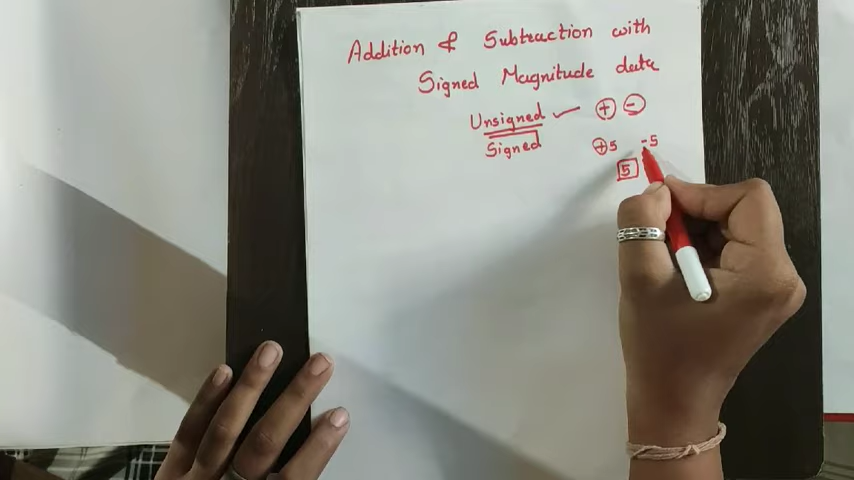 Addition & Subtraction with
Signed Magnitude data
Unsigned ✓ + -
Signed +5 -5
5